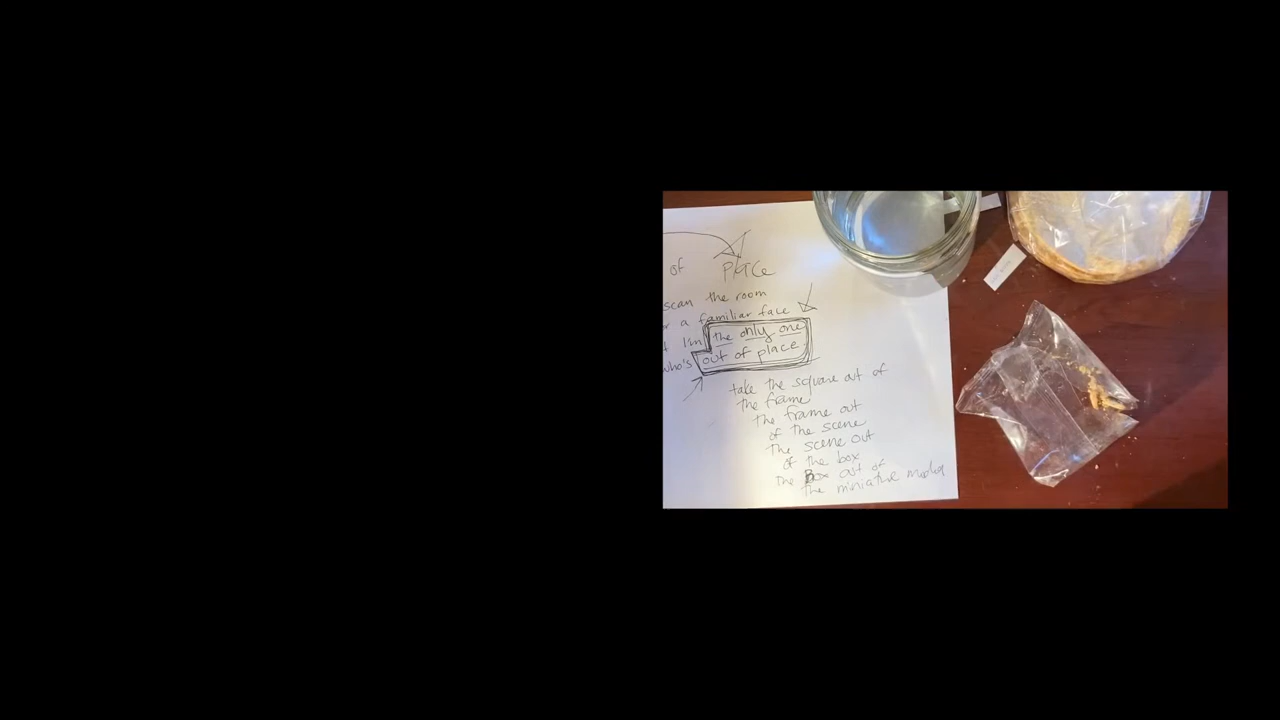 of place
scan the room
a familiar face
I'm the only one
who's out of place
take the square out of
the frame
the frame out
of the scene
the scene out
of the box
the Box out of
the miniature